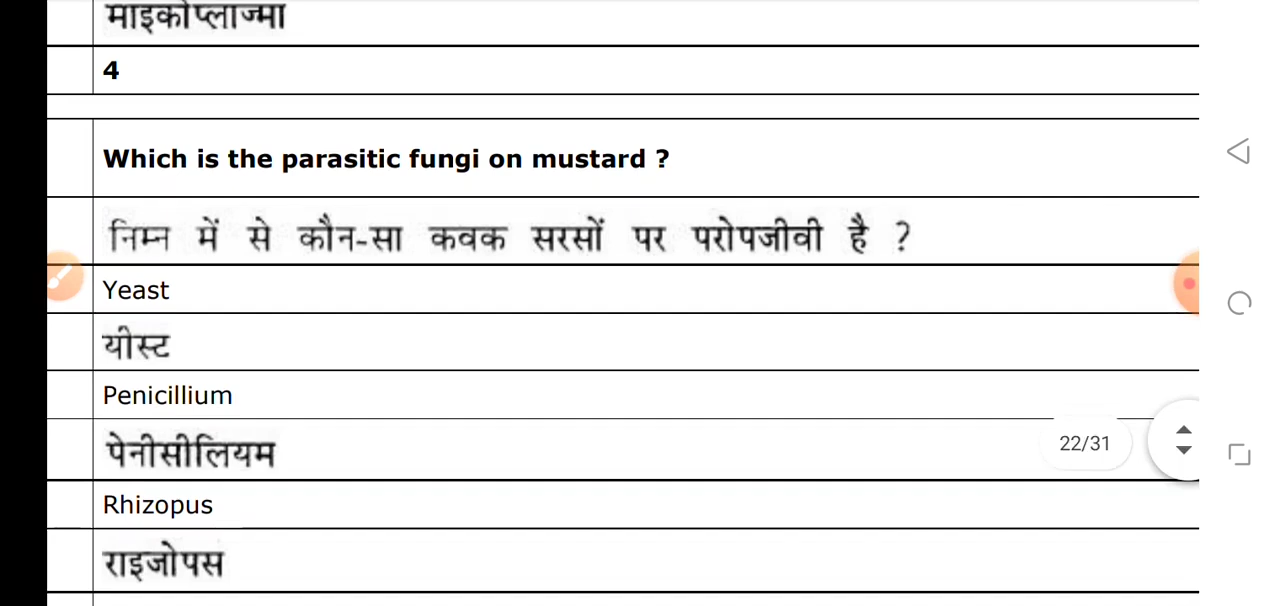 माइकोप्लाज्मा
4
Which is the parasitic fungi on mustard ?
निम्न में से कौन-सा कवक सरसों पर परोपजीवी है ?
Yeast
यीस्ट
Penicillium
पेनीसीलियम
22/31
Rhizopus
राइजोपस